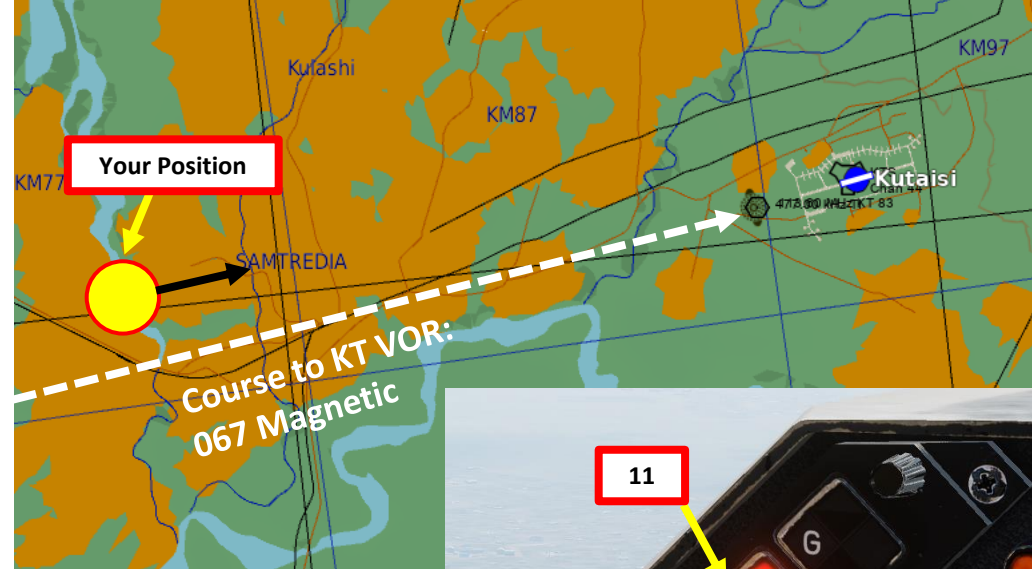 KM97
Kulashi
KM87
Your Position
KM77
Kutaisi
Chan 44
KT 83
SAMTREDIA
Course to KT VOR:
067 Magnetic
11
G